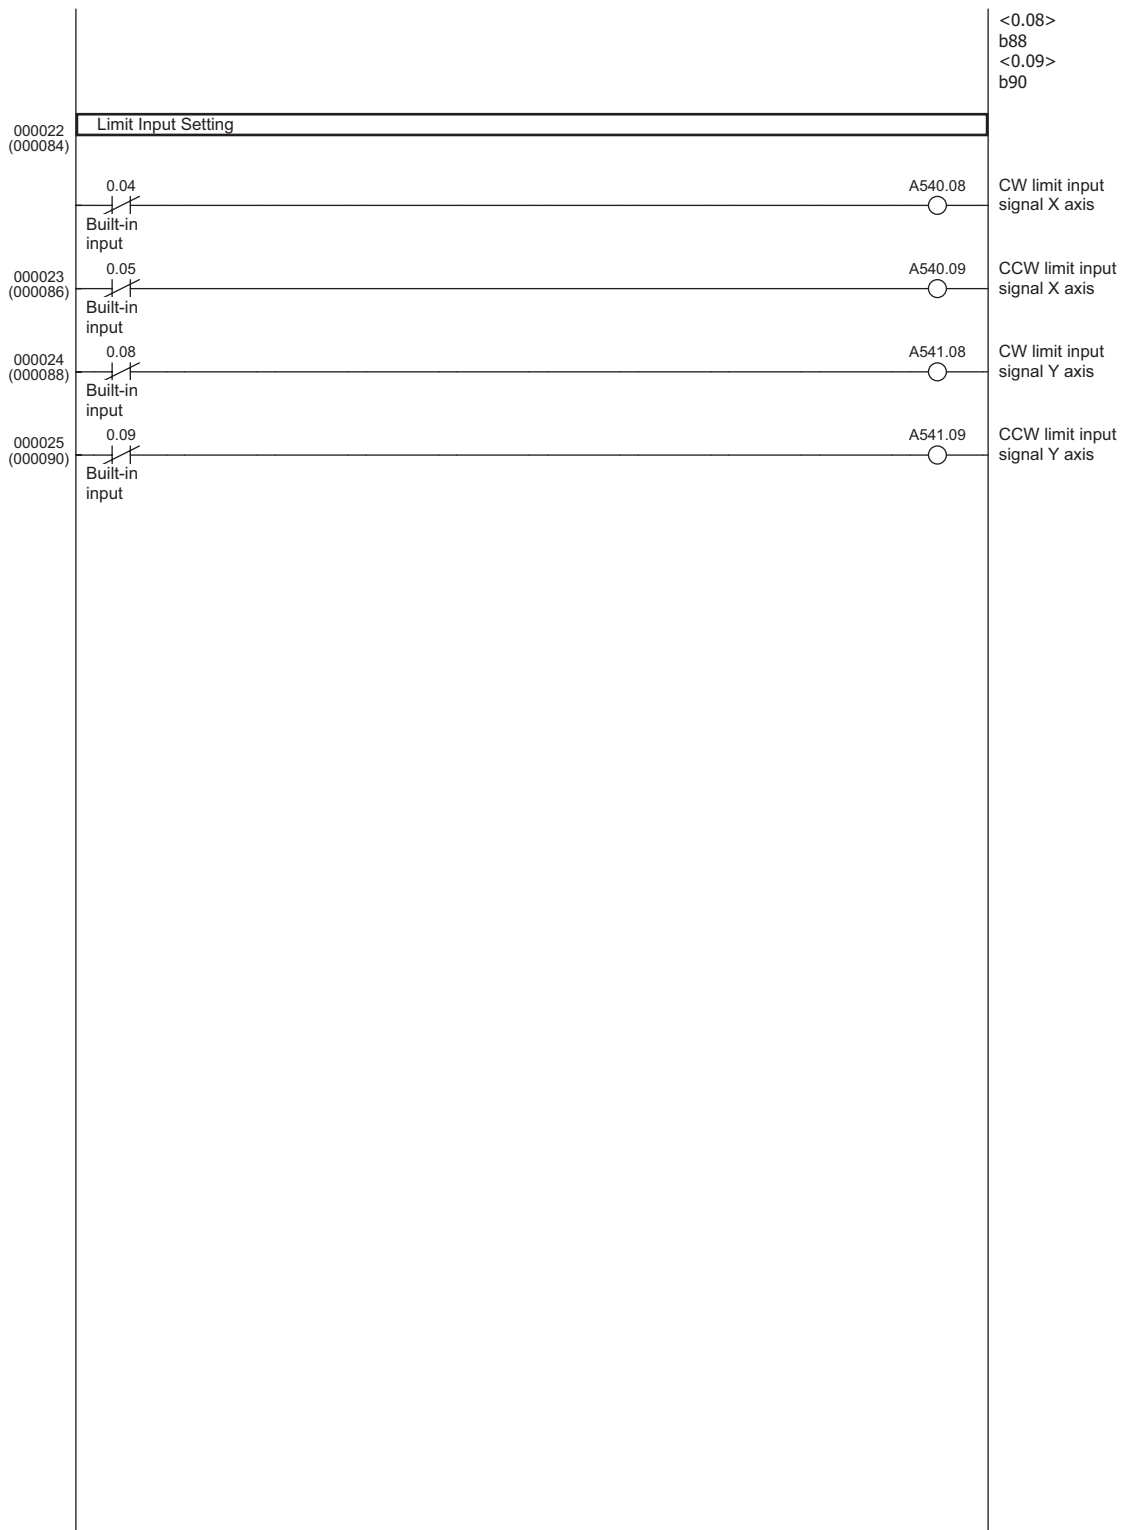 <0.08>
b88
<0.09>
b90
000022
(000084)
Limit Input Setting
0.04
Built-in
input
A540.08
CW limit input
signal X axis
000023
(000086)
0.05
Built-in
input
A540.09
CCW limit input
signal X axis
000024
(000088)
0.08
Built-in
input
A541.08
CW limit input
signal Y axis
000025
(000090)
0.09
Built-in
input
A541.09
CCW limit input
signal Y axis